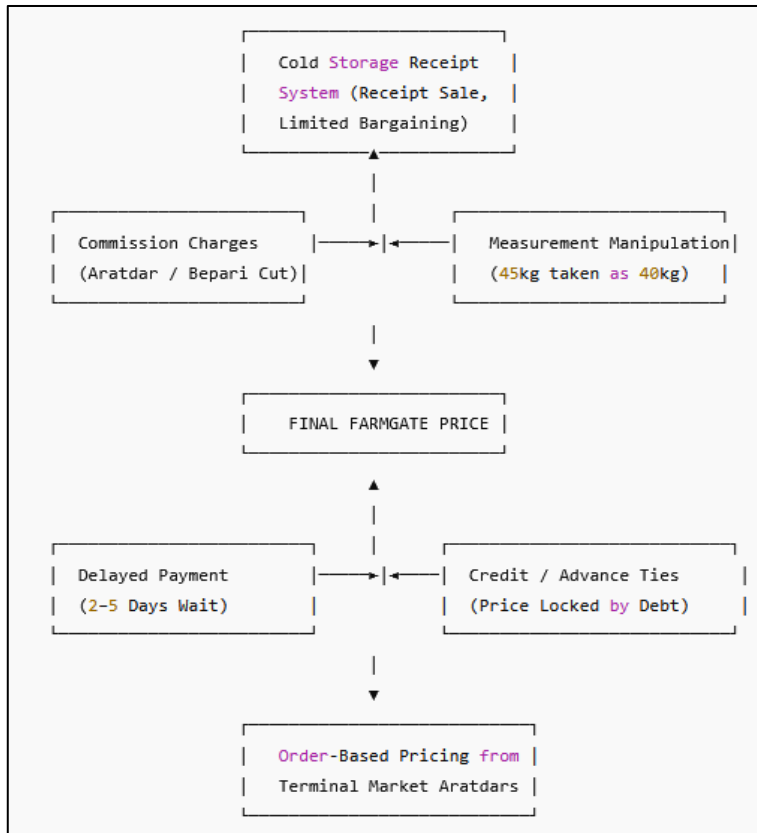 Cold Storage Receipt
System (Receipt Sale,
Limited Bargaining)
Commission Charges
(Aratdar / Bepari Cut)
Measurement Manipulation
(45kg taken as 40kg)
FINAL FARMGATE PRICE
Delayed Payment
(2–5 Days Wait)
Credit / Advance Ties
(Price Locked by Debt)
Order-Based Pricing from
Terminal Market Aratdars